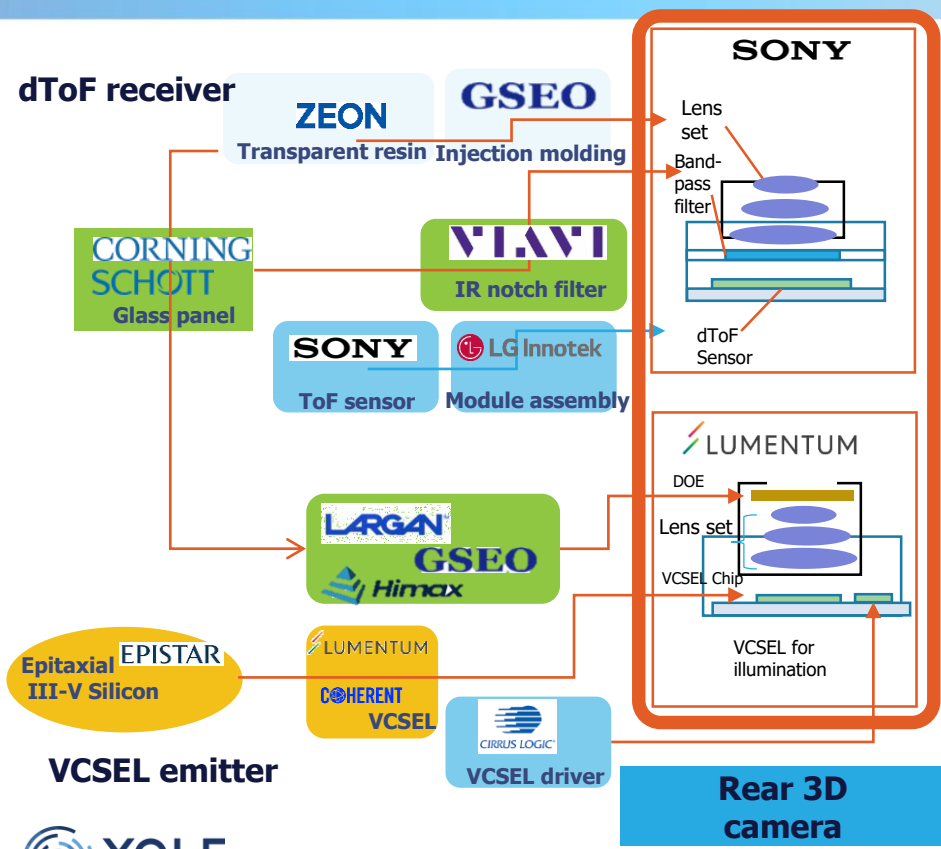 SONY
dToF receiver
ZEON
Transparent resin
GSEO
Injection molding
Lens
set
Band-
pass
filter
CORNING
SCHOTT
Glass panel
VIAVI
IR notch filter
SONY
ToF sensor
LG Innotek
Module assembly
dToF
Sensor
LUMENTUM
DOE
Lens set
VCSEL Chip
VCSEL for
illumination
LARGAN
GSEO
Himax
Epitaxial
III-V Silicon
EPISTAR
LUMENTUM
COHERENT
VCSEL
CIRRUS LOGIC
VCSEL driver
VCSEL emitter
Rear 3D
camera
YOLE